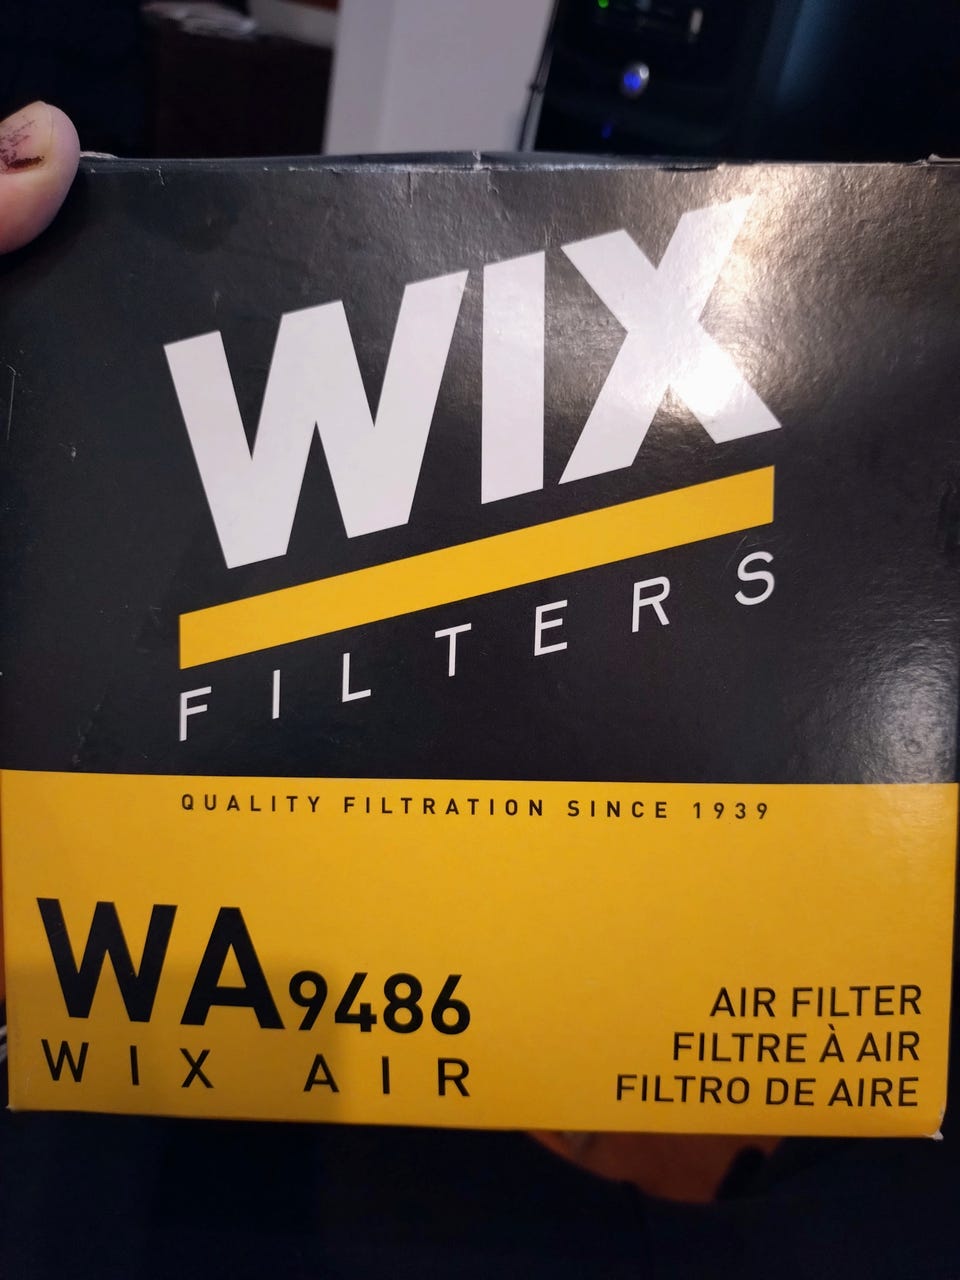 WIX
FILTERS
QUALITY FILTRATION SINCE 1939
WA9486
WIX AIR
AIR FILTER
FILTRE À AIR
FILTRO DE AIRE